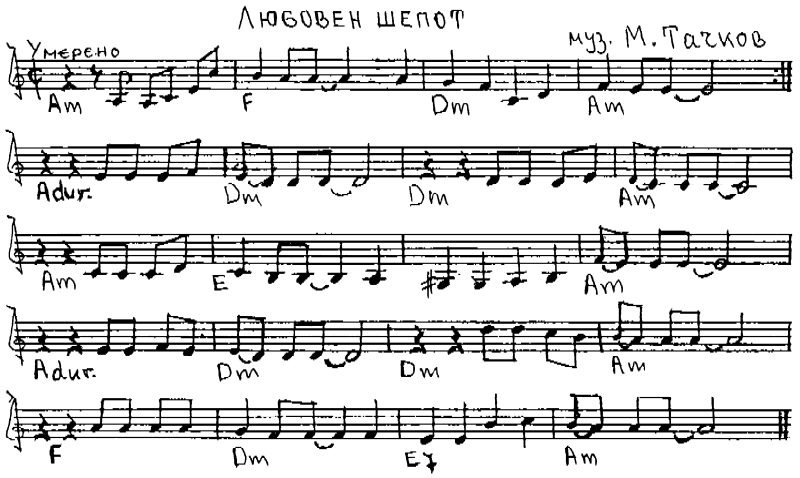 ЛЮБОВЕН ШЕПОТ
муз. М. Тачков
Умерено
Am F Dm Am
Adur. Dm Dm Am
Am E Am
Adur. Dm Dm Am
F Dm E7 Am